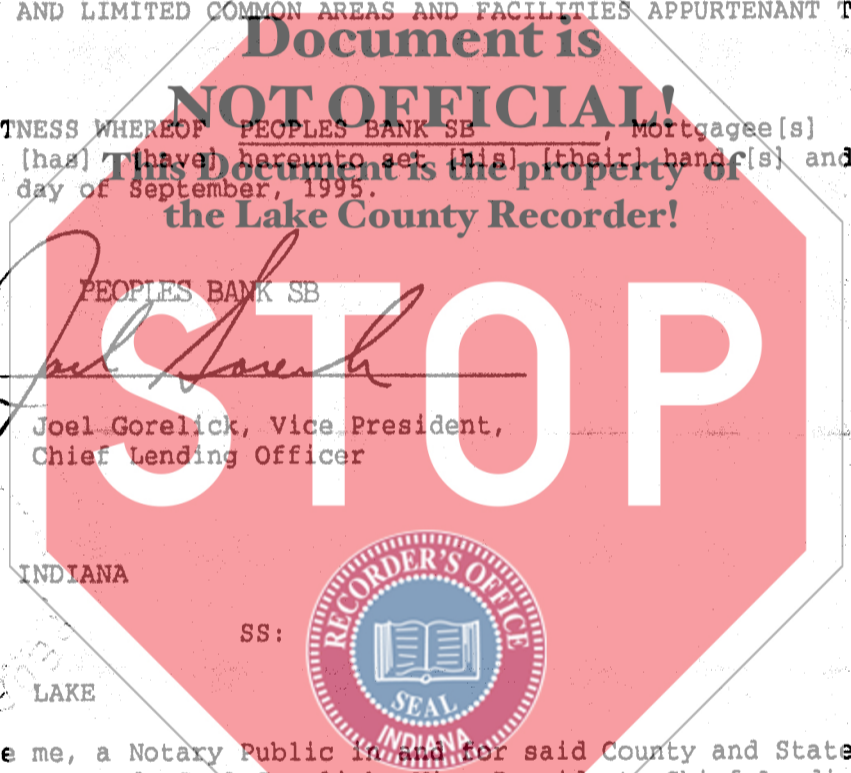 AND LIMITED COMMON AREAS AND FACILITIES APPURTENANT T
Document is
NOT OFFICIAL!
TNESS WHEREOF PEOPLES BANK SB, Mortgagee[s]
[has] [have] hereunto set [his] [their] hand[s] and
This Document is the property of
day of September, 1995.
the Lake County Recorder!
PEOPLES BANK SB
Joel Gorelick
STOP
Joel Gorelick, Vice President,
Chief Lending Officer
INDIANA
RECORDER'S OFFICE
SS:
SEAL
INDIANA
LAKE
e me, a Notary Public in and for said County and State